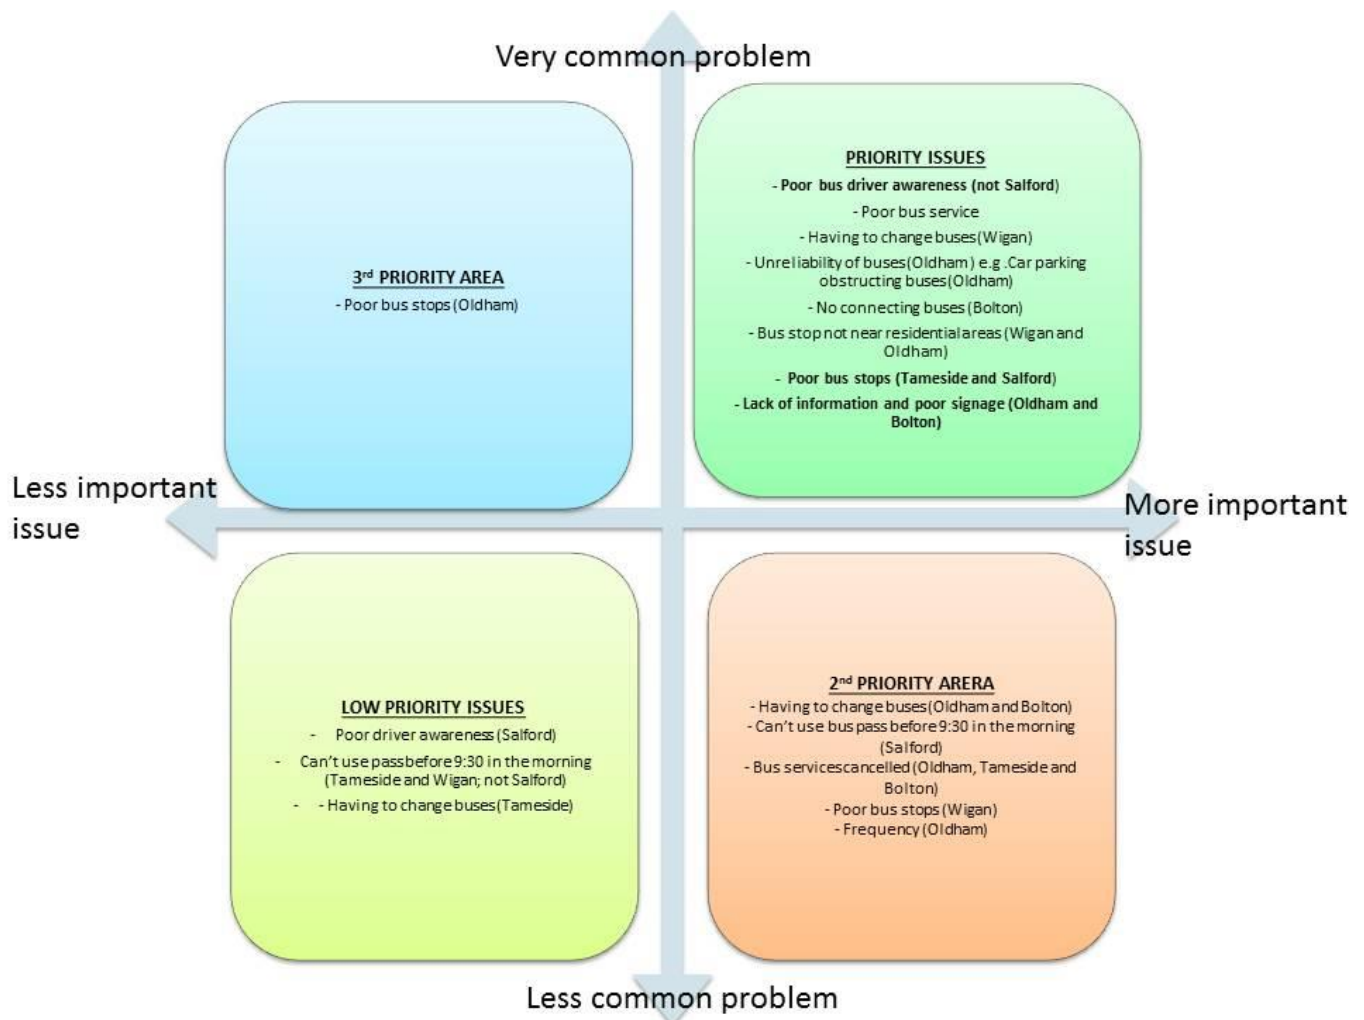 Very common problem
PRIORITY ISSUES
- Poor bus driver awareness (not Salford)
- Poor bus service
- Having to change buses (Wigan)
- Unreliability of buses (Oldham) e.g .Car parking
obstructing buses (Oldham)
- No connecting buses (Bolton)
- Bus stop not near residential areas (Wigan and
Oldham)
- Poor bus stops (Tameside and Salford)
- Lack of information and poor signage (Oldham and
Bolton)
3rd PRIORITY AREA
- Poor bus stops (Oldham)
Less important
issue
More important
issue
LOW PRIORITY ISSUES
- Poor driver awareness (Salford)
- Can't use pass before 9:30 in the morning
(Tameside and Wigan; not Salford)
- - Having to change buses (Tameside)
2nd PRIORITY ARERA
- Having to change buses (Oldham and Bolton)
- Can't use bus pass before 9:30 in the morning
(Salford)
- Bus services cancelled (Oldham, Tameside and
Bolton)
- Poor bus stops (Wigan)
- Frequency (Oldham)
Less common problem